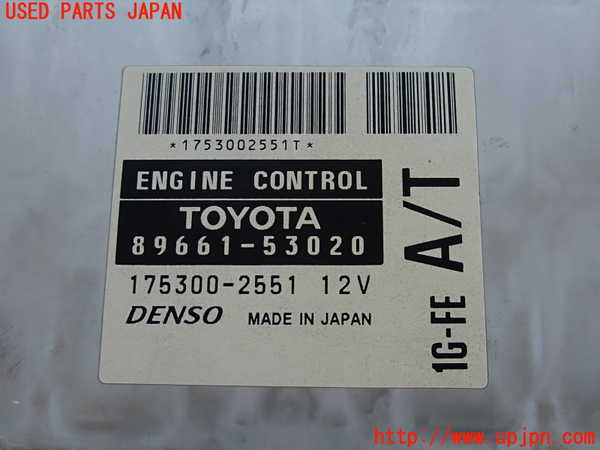 USED PARTS JAPAN
*1753002551T*
ENGINE CONTROL
TOYOTA
89661-53020
175300-2551 12V
DENSO MADE IN JAPAN
1G-FE A/T
http://www.upjpn.com/